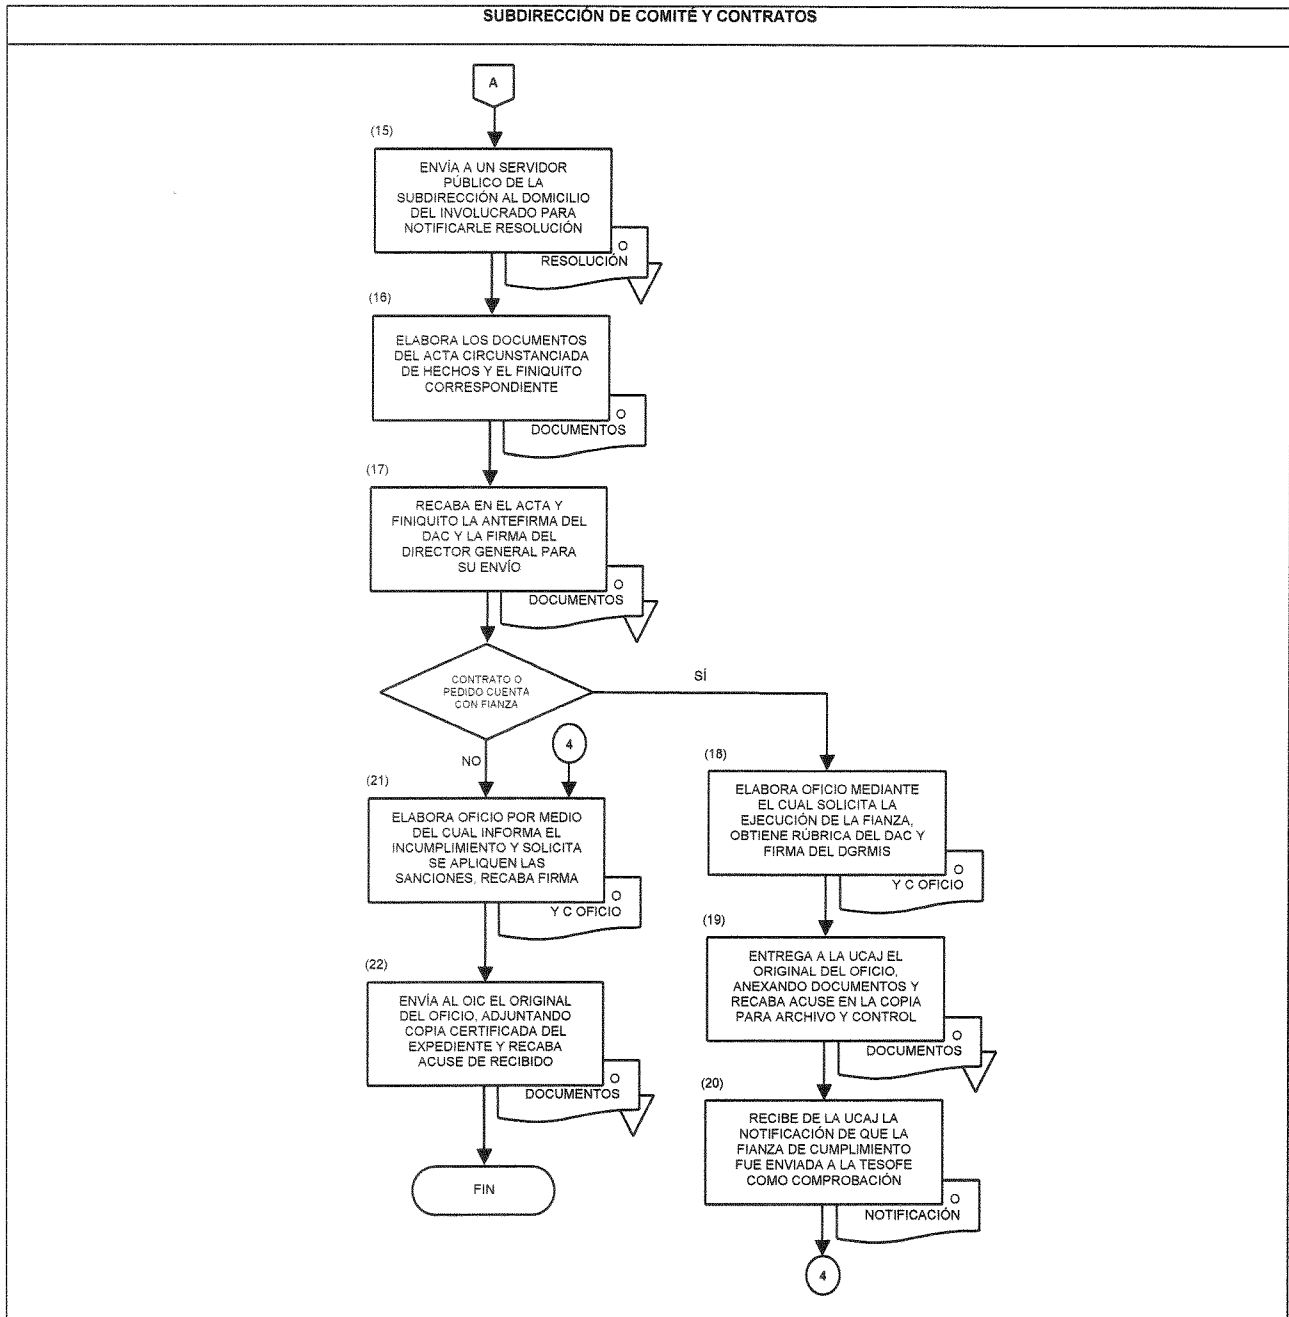 SUBDIRECCIÓN DE COMITÉ Y CONTRATOS
A
(15)
ENVÍA A UN SERVIDOR
PÚBLICO DE LA
SUBDIRECCIÓN AL DOMICILIO
DEL INVOLUCRADO PARA
NOTIFICARLE RESOLUCIÓN
O
RESOLUCIÓN
(16)
ELABORA LOS DOCUMENTOS
DEL ACTA CIRCUNSTANCIADA
DE HECHOS Y EL FINIQUITO
CORRESPONDIENTE
O
DOCUMENTOS
(17)
RECABA EN EL ACTA Y
FINIQUITO LA ANTEFIRMA DEL
DAC Y LA FIRMA DEL
DIRECTOR GENERAL PARA
SU ENVÍO
O
DOCUMENTOS
CONTRATO O
PEDIDO CUENTA
CON FIANZA
SÍ
NO
4
(21)
ELABORA OFICIO POR MEDIO
DEL CUAL INFORMA EL
INCUMPLIMIENTO Y SOLICITA
SE APLIQUEN LAS
SANCIONES, RECABA FIRMA
O
Y C OFICIO
(22)
ENVÍA AL OIC EL ORIGINAL
DEL OFICIO, ADJUNTANDO
COPIA CERTIFICADA DEL
EXPEDIENTE Y RECABA
ACUSE DE RECIBIDO
O
DOCUMENTOS
FIN
(18)
ELABORA OFICIO MEDIANTE
EL CUAL SOLICITA LA
EJECUCIÓN DE LA FIANZA,
OBTIENE RÚBRICA DEL DAC Y
FIRMA DEL DGRMIS
O
Y C OFICIO
(19)
ENTREGA A LA UCAJ EL
ORIGINAL DEL OFICIO,
ANEXANDO DOCUMENTOS Y
RECABA ACUSE EN LA COPIA
PARA ARCHIVO Y CONTROL
O
DOCUMENTOS
(20)
RECIBE DE LA UCAJ LA
NOTIFICACIÓN DE QUE LA
FIANZA DE CUMPLIMIENTO
FUE ENVIADA A LA TESOFE
COMO COMPROBACIÓN
O
NOTIFICACIÓN
4